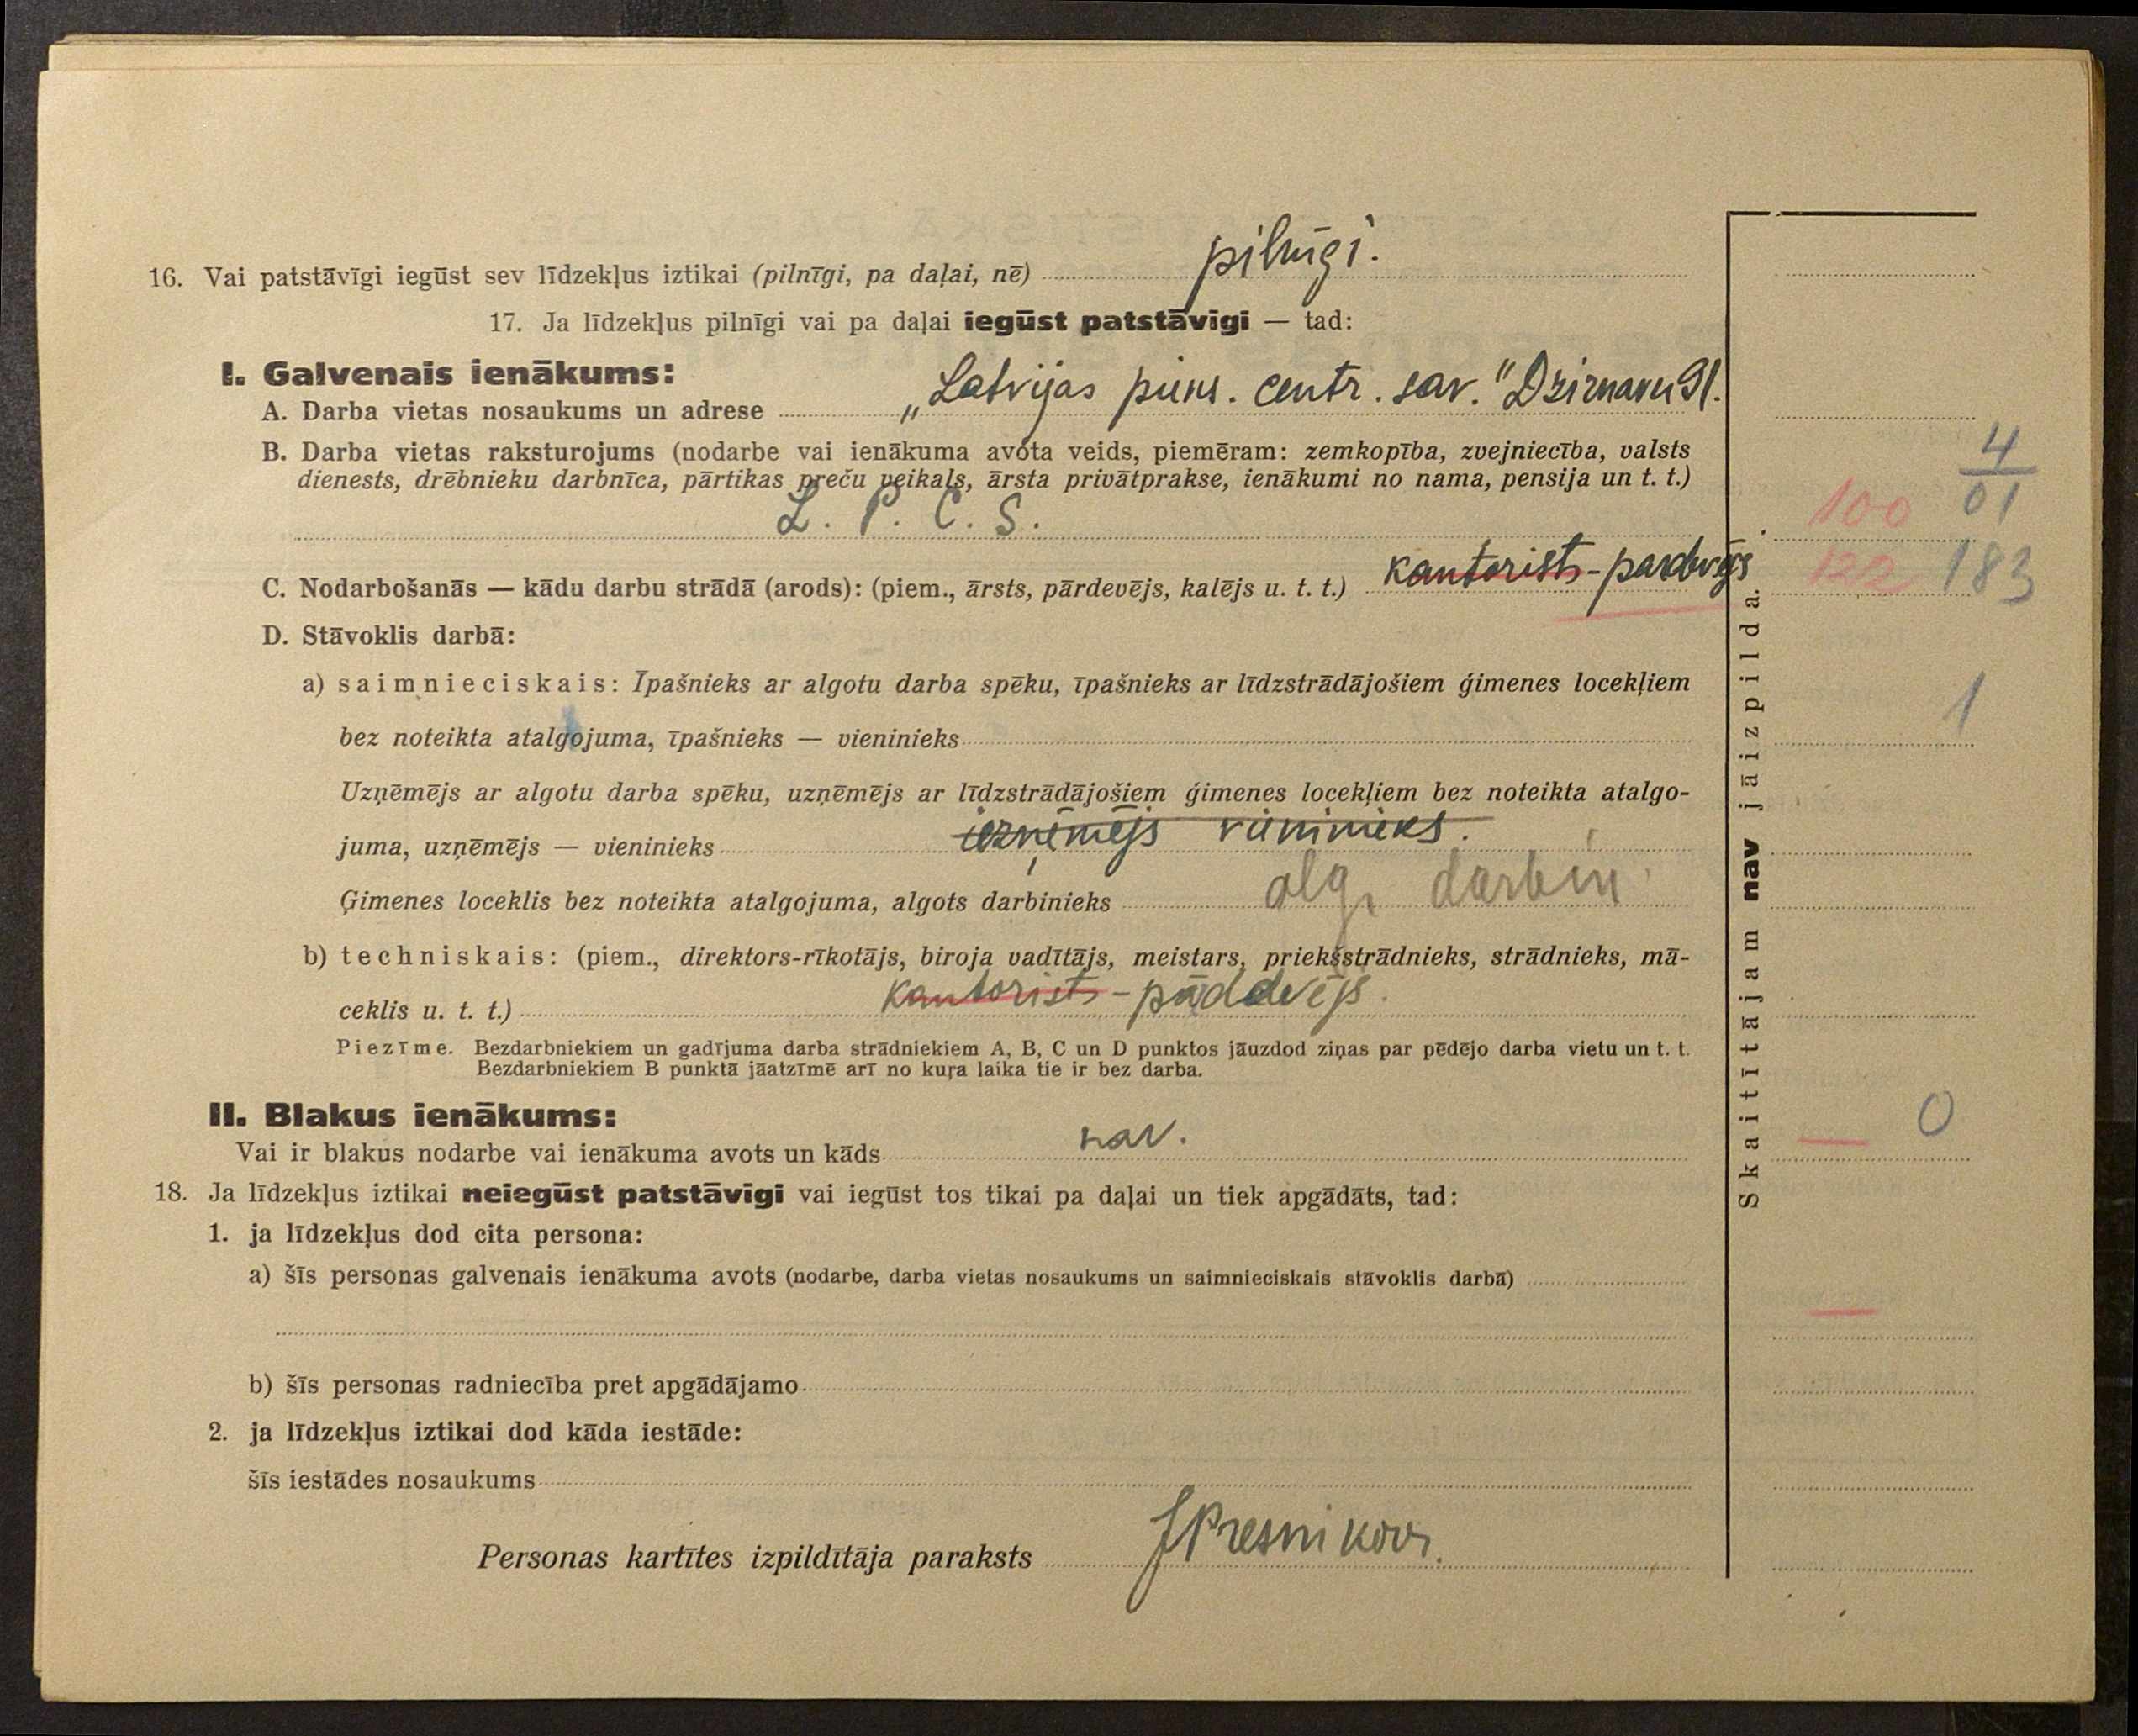 16. Vai patstāvīgi iegūst sev līdzekļus iztikai (pilnīgi, pa daļai, nē) pilnīgi.
17. Ja līdzekļus pilnīgi vai pa daļai iegūst patstāvīgi — tad:
I. Galvenais ienākums:
A. Darba vietas nosaukums un adrese „Latvijas pien. centr. sav." Dzirnavu 91.
B. Darba vietas raksturojums (nodarbe vai ienākuma avota veids, piemēram: zemkopība, zvejniecība, valsts
dienests, drēbnieku darbnīca, pārtikas preču veikals, ārsta privātprakse, ienākumi no nama, pensija un t. t.)
4
100 01
L. P. C. S.
C. Nodarbošanās — kādu darbu strādā (arods): (piem., ārsts, pārdevējs, kalējs u. t. t.) kantorists-pardevējs
122 183
D. Stāvoklis darbā:
a) saimnieciskais: Īpašnieks ar algotu darba spēku, īpašnieks ar līdzstrādājošiem ģimenes locekļiem
bez noteikta atalgojuma, īpašnieks — vieninieks
1
Uzņēmējs ar algotu darba spēku, uzņēmējs ar līdzstrādājošiem ģimenes locekļiem bez noteikta atalgo-
juma, uzņēmējs — vieninieks vieninieks.
Ģimenes loceklis bez noteikta atalgojuma, algots darbinieks alg. darbin
b) techniskais: (piem., direktors-rīkotājs, biroja vadītājs, meistars, priekšstrādnieks, strādnieks, mā-
ceklis u. t. t.) kantorists-pāddevējs.
Piezīme. Bezdarbniekiem un gadījuma darba strādniekiem A, B, C un D punktos jāuzdod ziņas par pēdējo darba vietu un t. t.
Bezdarbniekiem B punktā jāatzīmē arī no kuŗa laika tie ir bez darba.
II. Blakus ienākums:
Vai ir blakus nodarbe vai ienākuma avots un kāds nav.
0
18. Ja līdzekļus iztikai neiegūst patstāvīgi vai iegūst tos tikai pa daļai un tiek apgādāts, tad:
1. ja līdzekļus dod cita persona:
a) šīs personas galvenais ienākuma avots (nodarbe, darba vietas nosaukums un saimnieciskais stāvoklis darbā)
b) šīs personas radniecība pret apgādājamo
2. ja līdzekļus iztikai dod kāda iestāde:
šīs iestādes nosaukums
Personas kartītes izpildītāja paraksts JPresnikovs.
Skaitītājam nav jāizpilda.